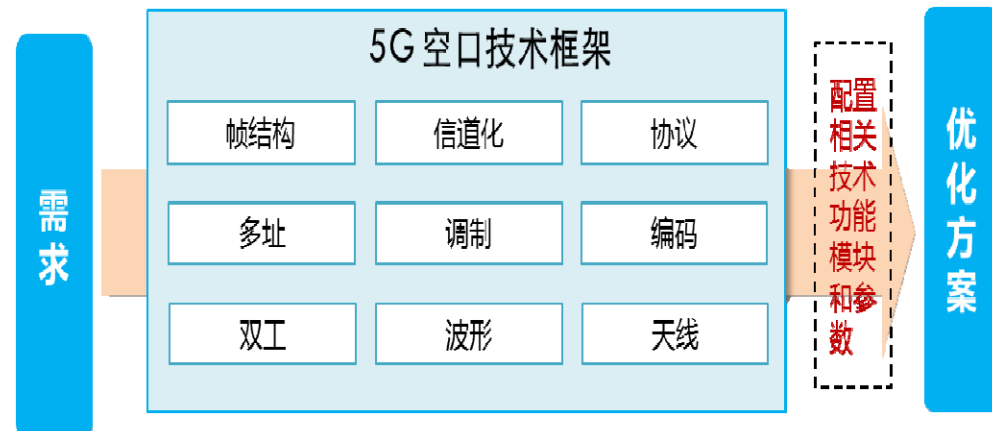 需求
5G 空口技术框架
帧结构
信道化
协议
多址
调制
编码
双工
波形
天线
配置
相关
技术
功能
模块
和参
数
优化方案